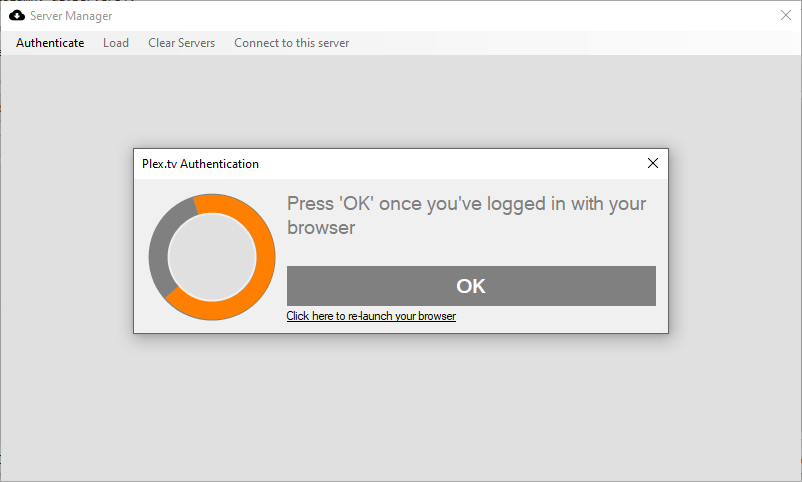 Server Manager
Authenticate Load Clear Servers Connect to this server
Plex.tv Authentication
Press 'OK' once you've logged in with your
browser
OK
Click here to re-launch your browser